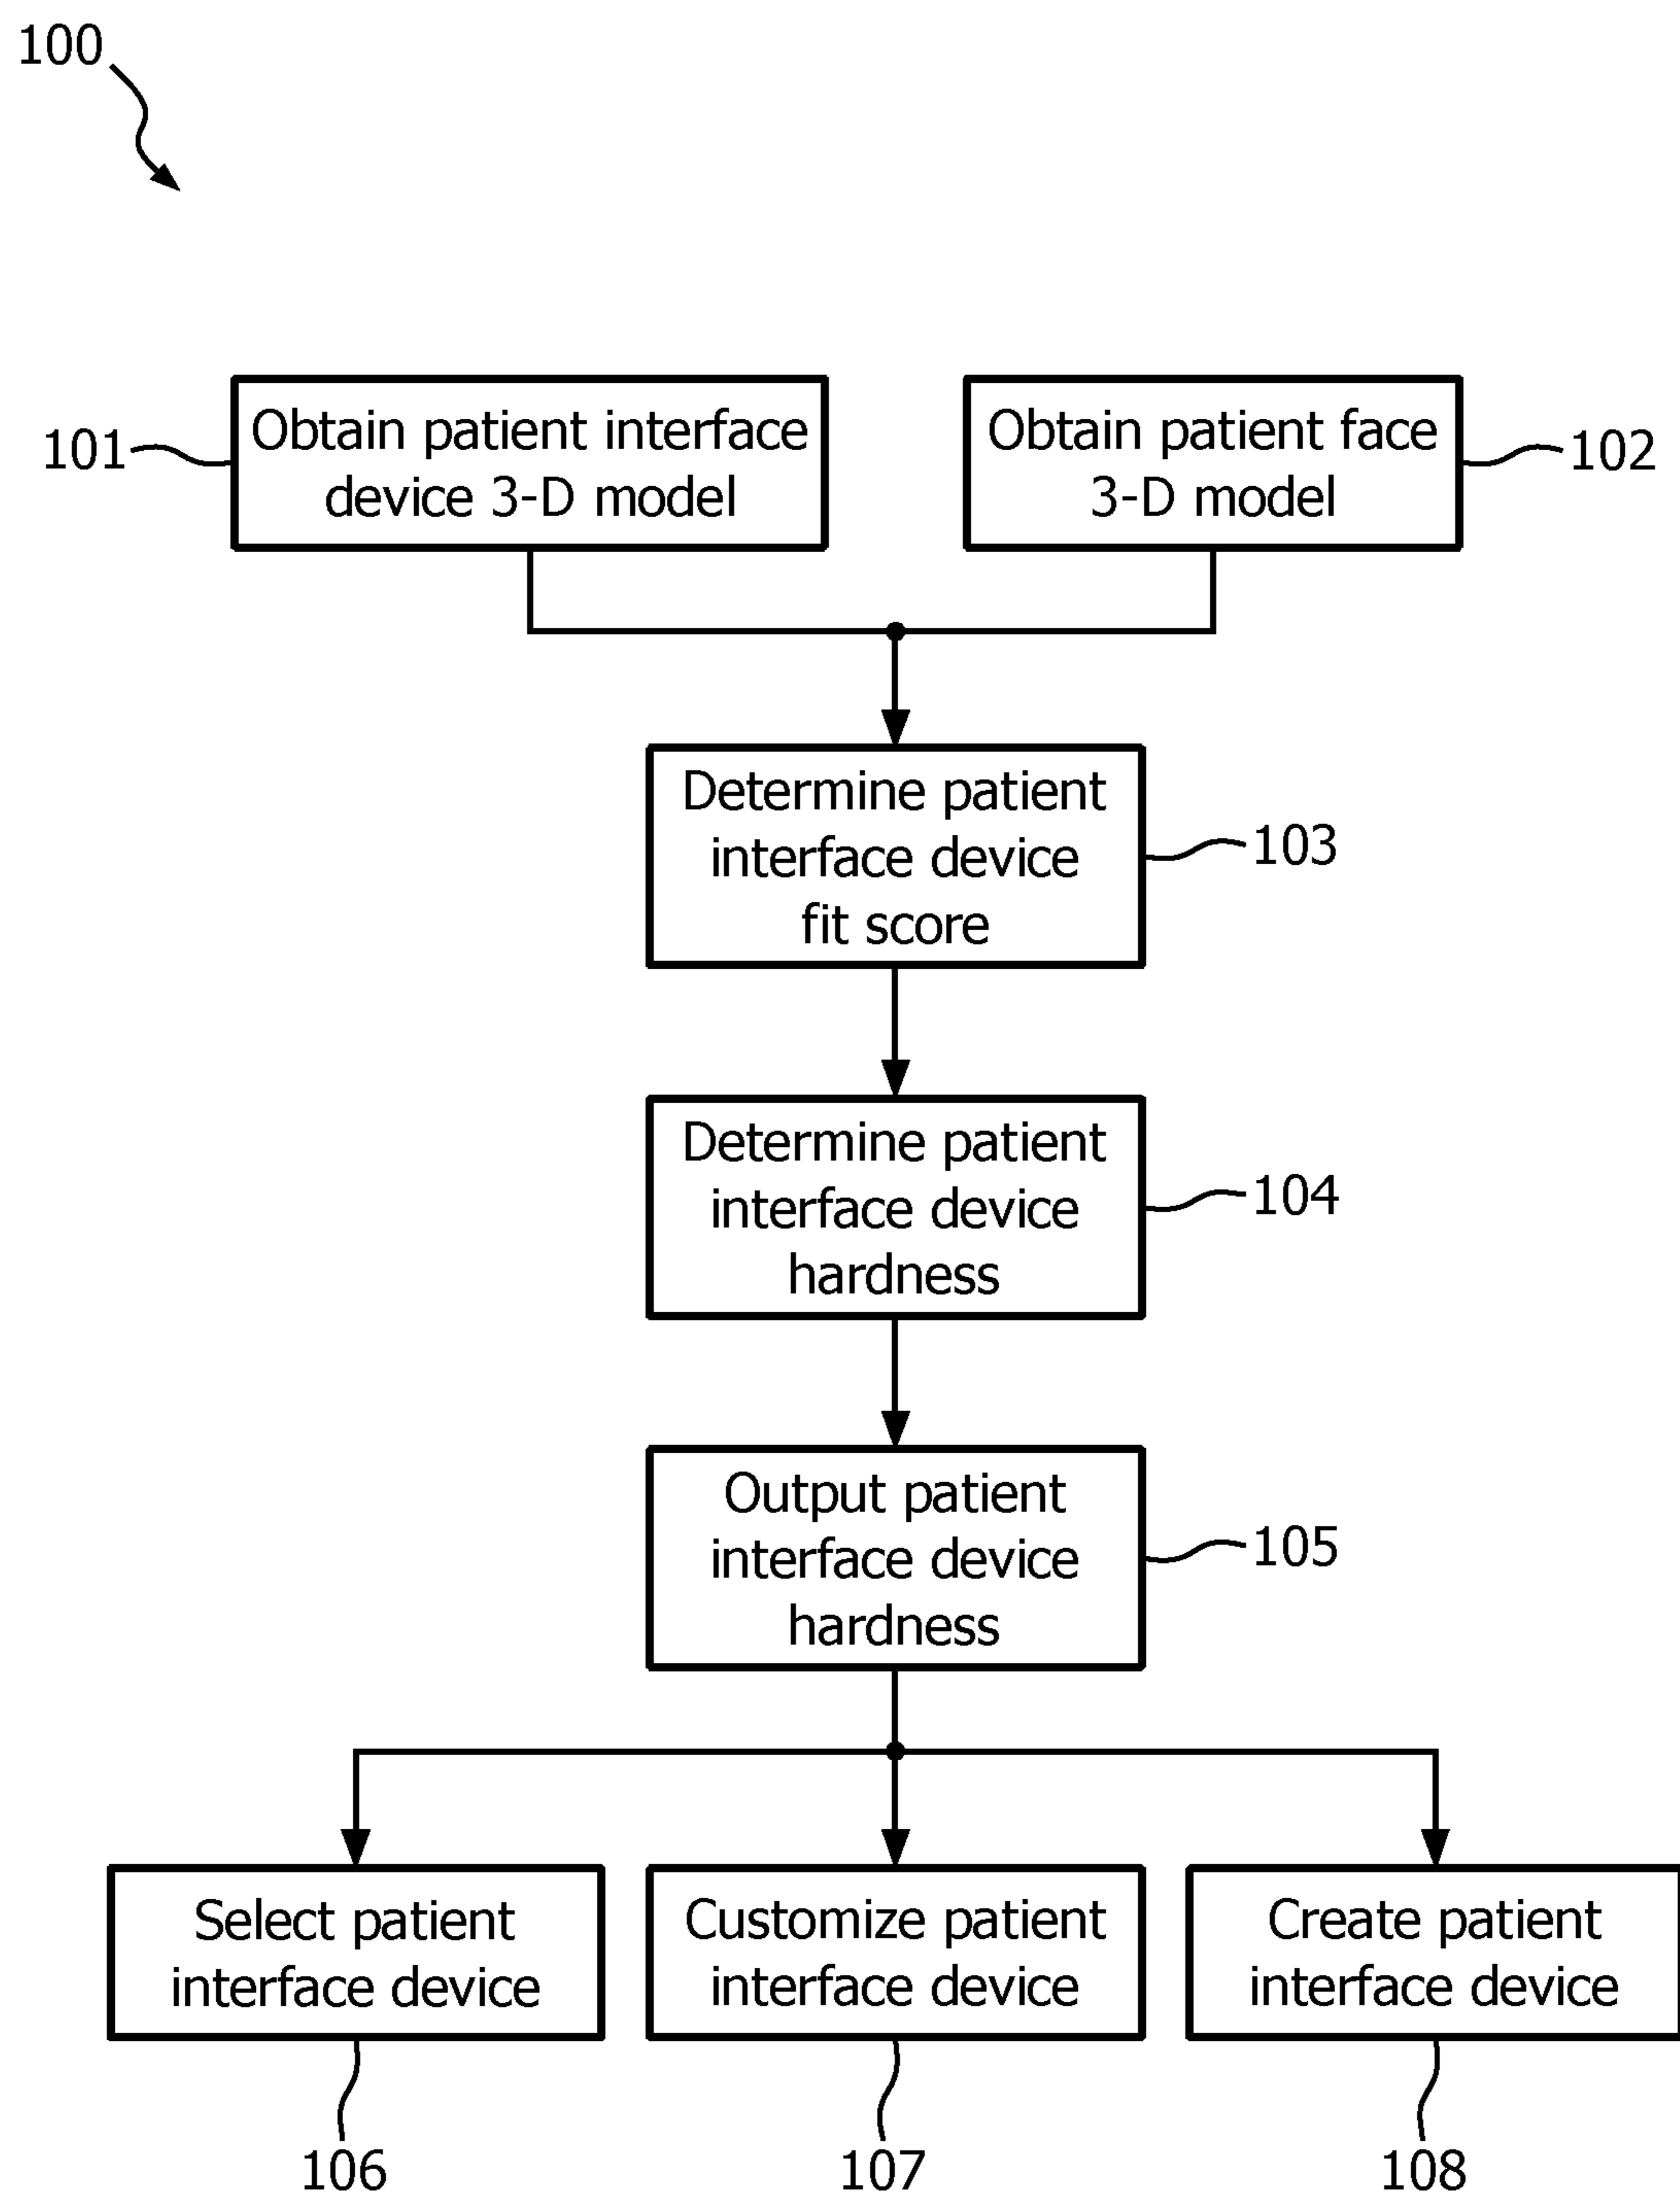 100
101
Obtain patient interface
device 3-D model
Obtain patient face
3-D model
102
Determine patient
interface device
fit score
103
Determine patient
interface device
hardness
104
Output patient
interface device
hardness
105
Select patient
interface device
Customize patient
interface device
Create patient
interface device
106
107
108